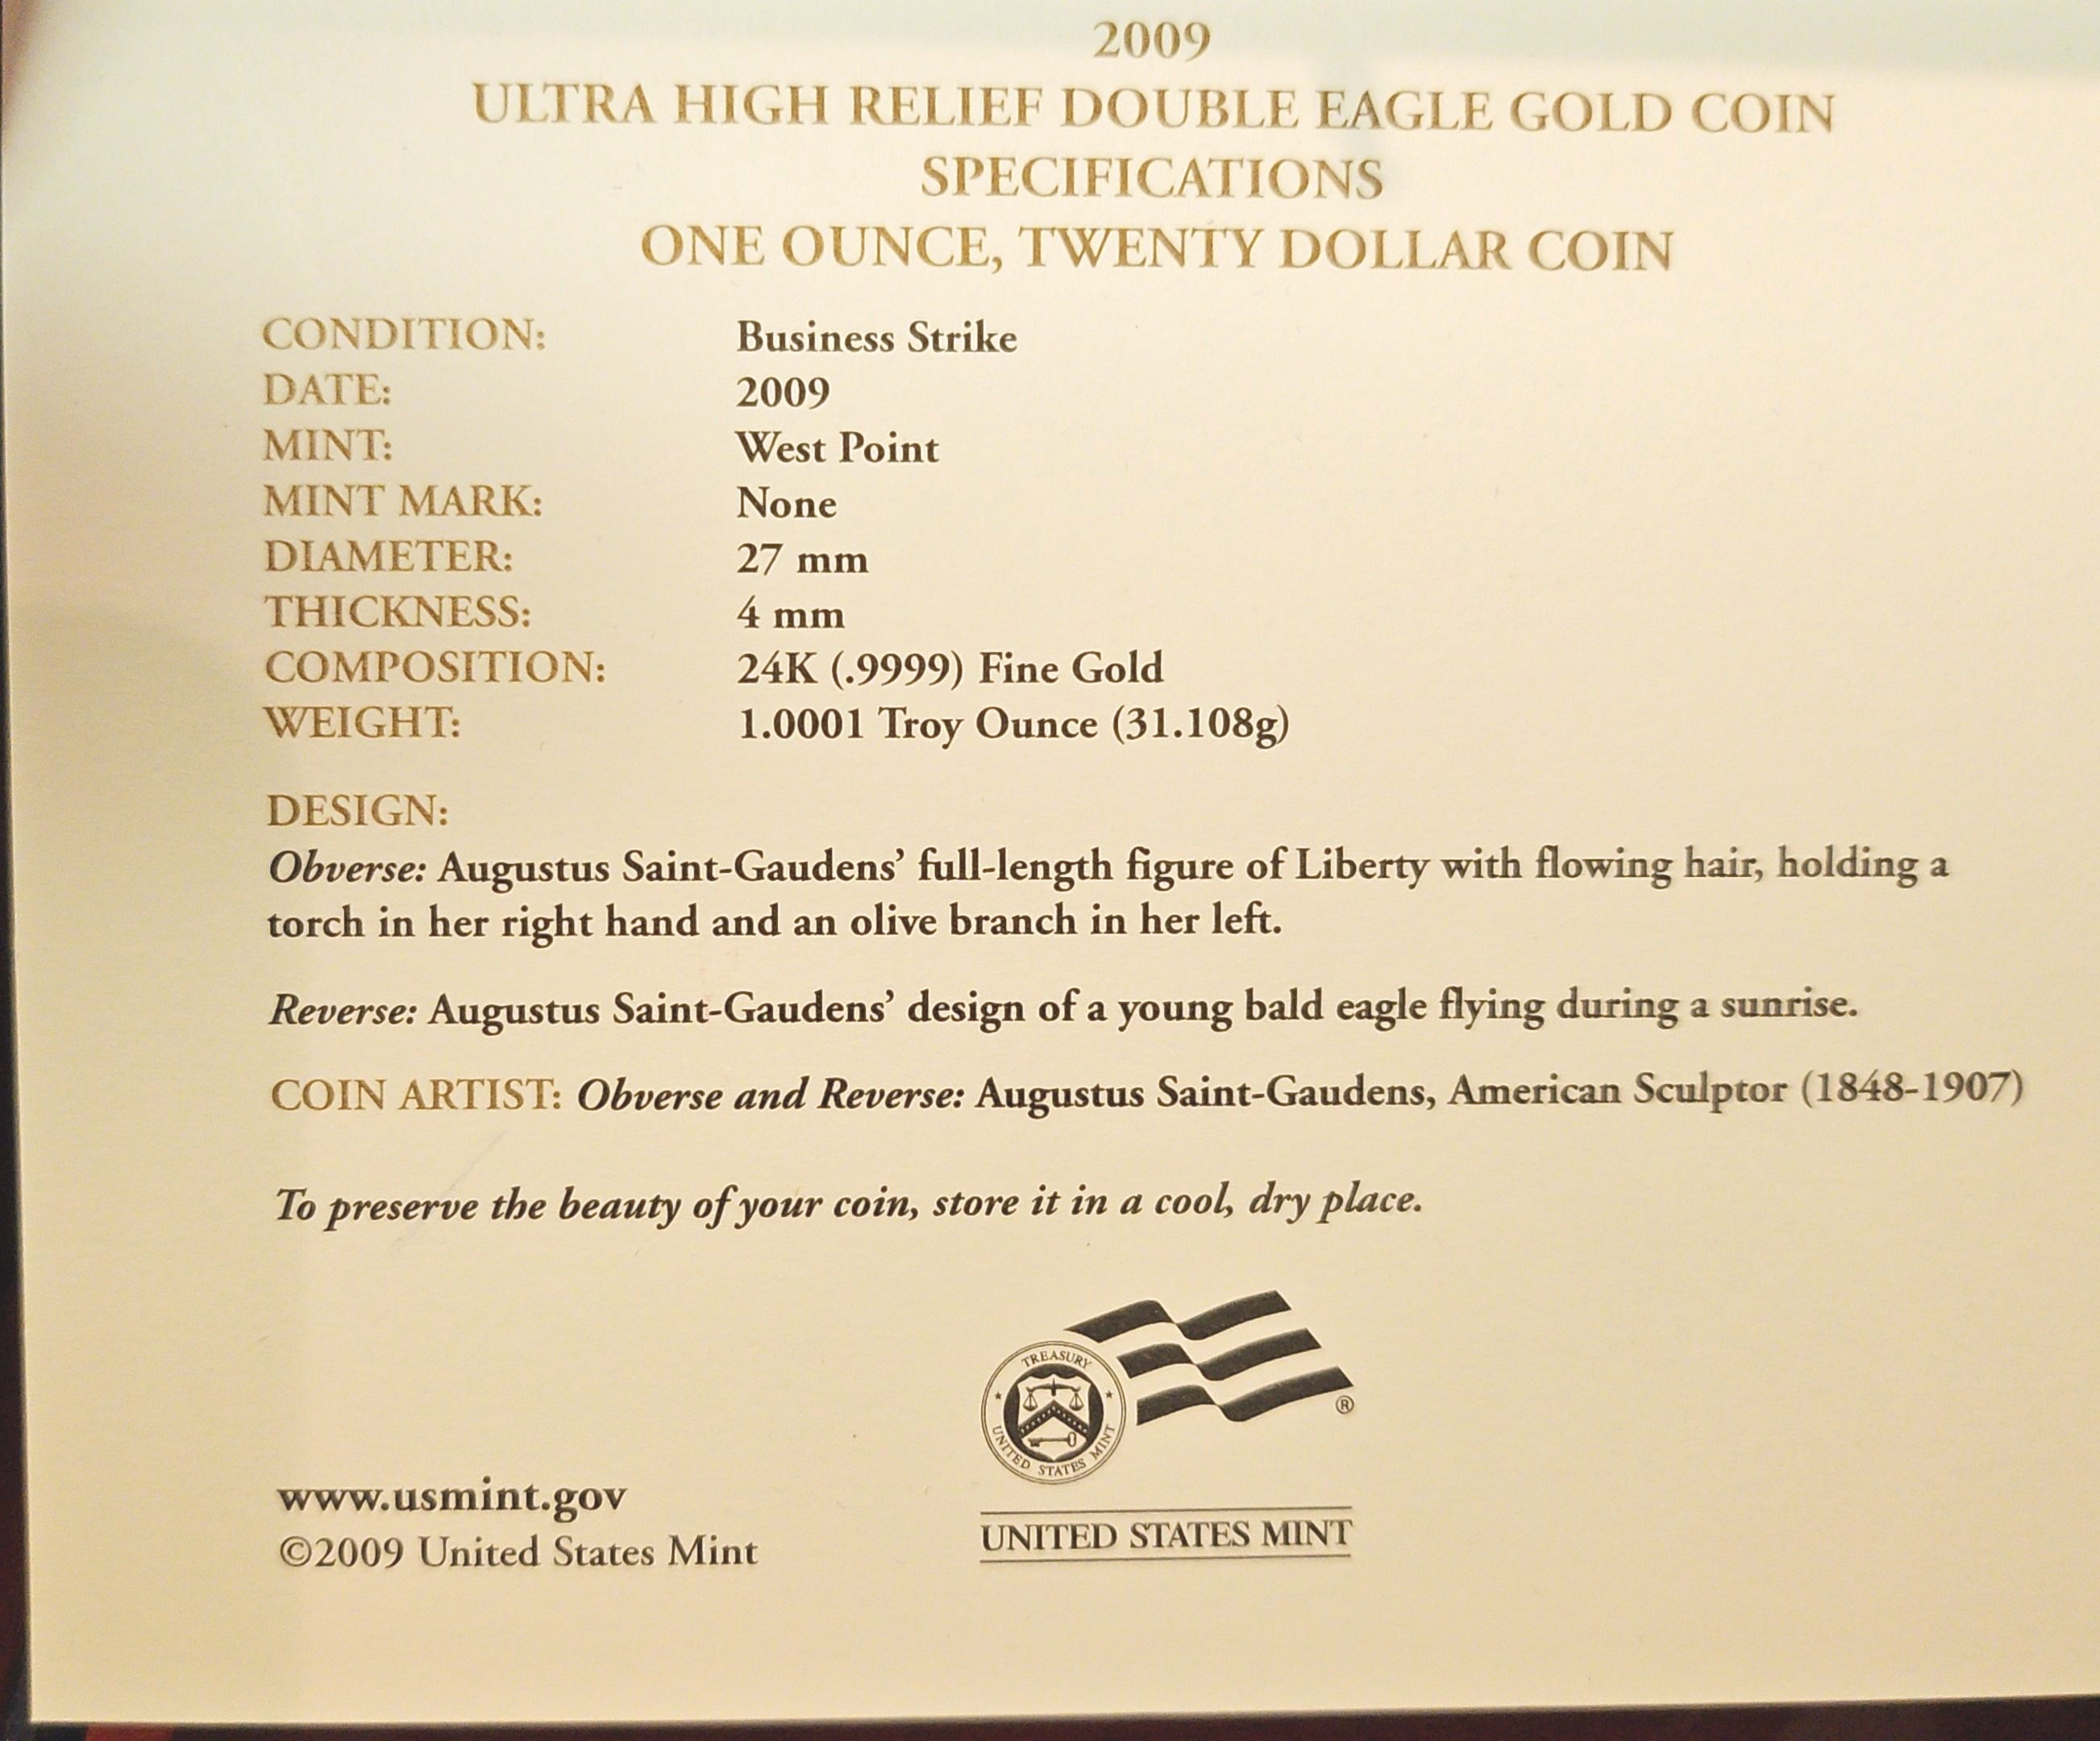 2009
ULTRA HIGH RELIEF DOUBLE EAGLE GOLD COIN
SPECIFICATIONS
ONE OUNCE, TWENTY DOLLAR COIN
CONDITION: Business Strike
DATE: 2009
MINT: West Point
MINT MARK: None
DIAMETER: 27 mm
THICKNESS: 4 mm
COMPOSITION: 24K (.9999) Fine Gold
WEIGHT: 1.0001 Troy Ounce (31.108g)
DESIGN:
Obverse: Augustus Saint-Gaudens’ full-length figure of Liberty with flowing hair, holding a
torch in her right hand and an olive branch in her left.
Reverse: Augustus Saint-Gaudens’ design of a young bald eagle flying during a sunrise.
COIN ARTIST: Obverse and Reverse: Augustus Saint-Gaudens, American Sculptor (1848-1907)
To preserve the beauty of your coin, store it in a cool, dry place.
TREASURY
UNITED STATES MINT
®
www.usmint.gov
©2009 United States Mint
UNITED STATES MINT